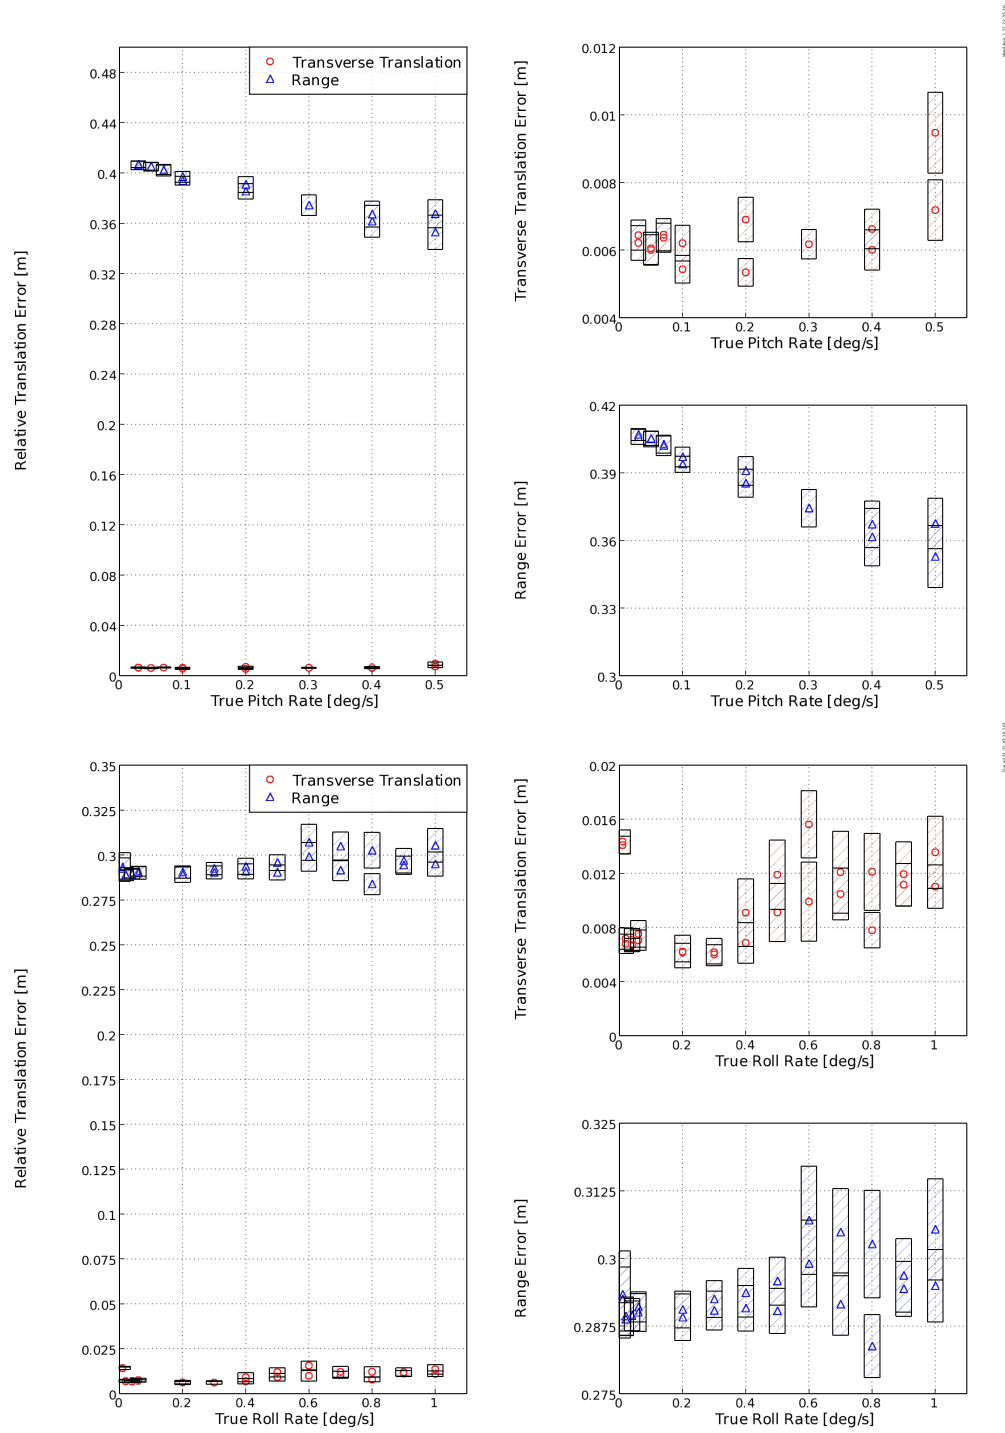 Transverse Translation
Range
0.48
0.44
0.4
0.36
0.32
0.28
0.24
0.2
0.16
0.12
0.08
0.04
0
0 0.1 0.2 0.3 0.4 0.5
True Pitch Rate [deg/s]
Relative Translation Error [m]
0.012
0.01
0.008
0.006
0.004
0 0.1 0.2 0.3 0.4 0.5
True Pitch Rate [deg/s]
Transverse Translation Error [m]
0.42
0.39
0.36
0.33
0.3
0 0.1 0.2 0.3 0.4 0.5
True Pitch Rate [deg/s]
Range Error [m]
Transverse Translation
Range
0.35
0.325
0.3
0.275
0.25
0.225
0.2
0.175
0.15
0.125
0.1
0.075
0.05
0.025
0
0 0.2 0.4 0.6 0.8 1
True Roll Rate [deg/s]
Relative Translation Error [m]
0.02
0.016
0.012
0.008
0.004
0
0 0.2 0.4 0.6 0.8 1
True Roll Rate [deg/s]
Transverse Translation Error [m]
0.325
0.3125
0.3
0.2875
0.275
0 0.2 0.4 0.6 0.8 1
True Roll Rate [deg/s]
Range Error [m]